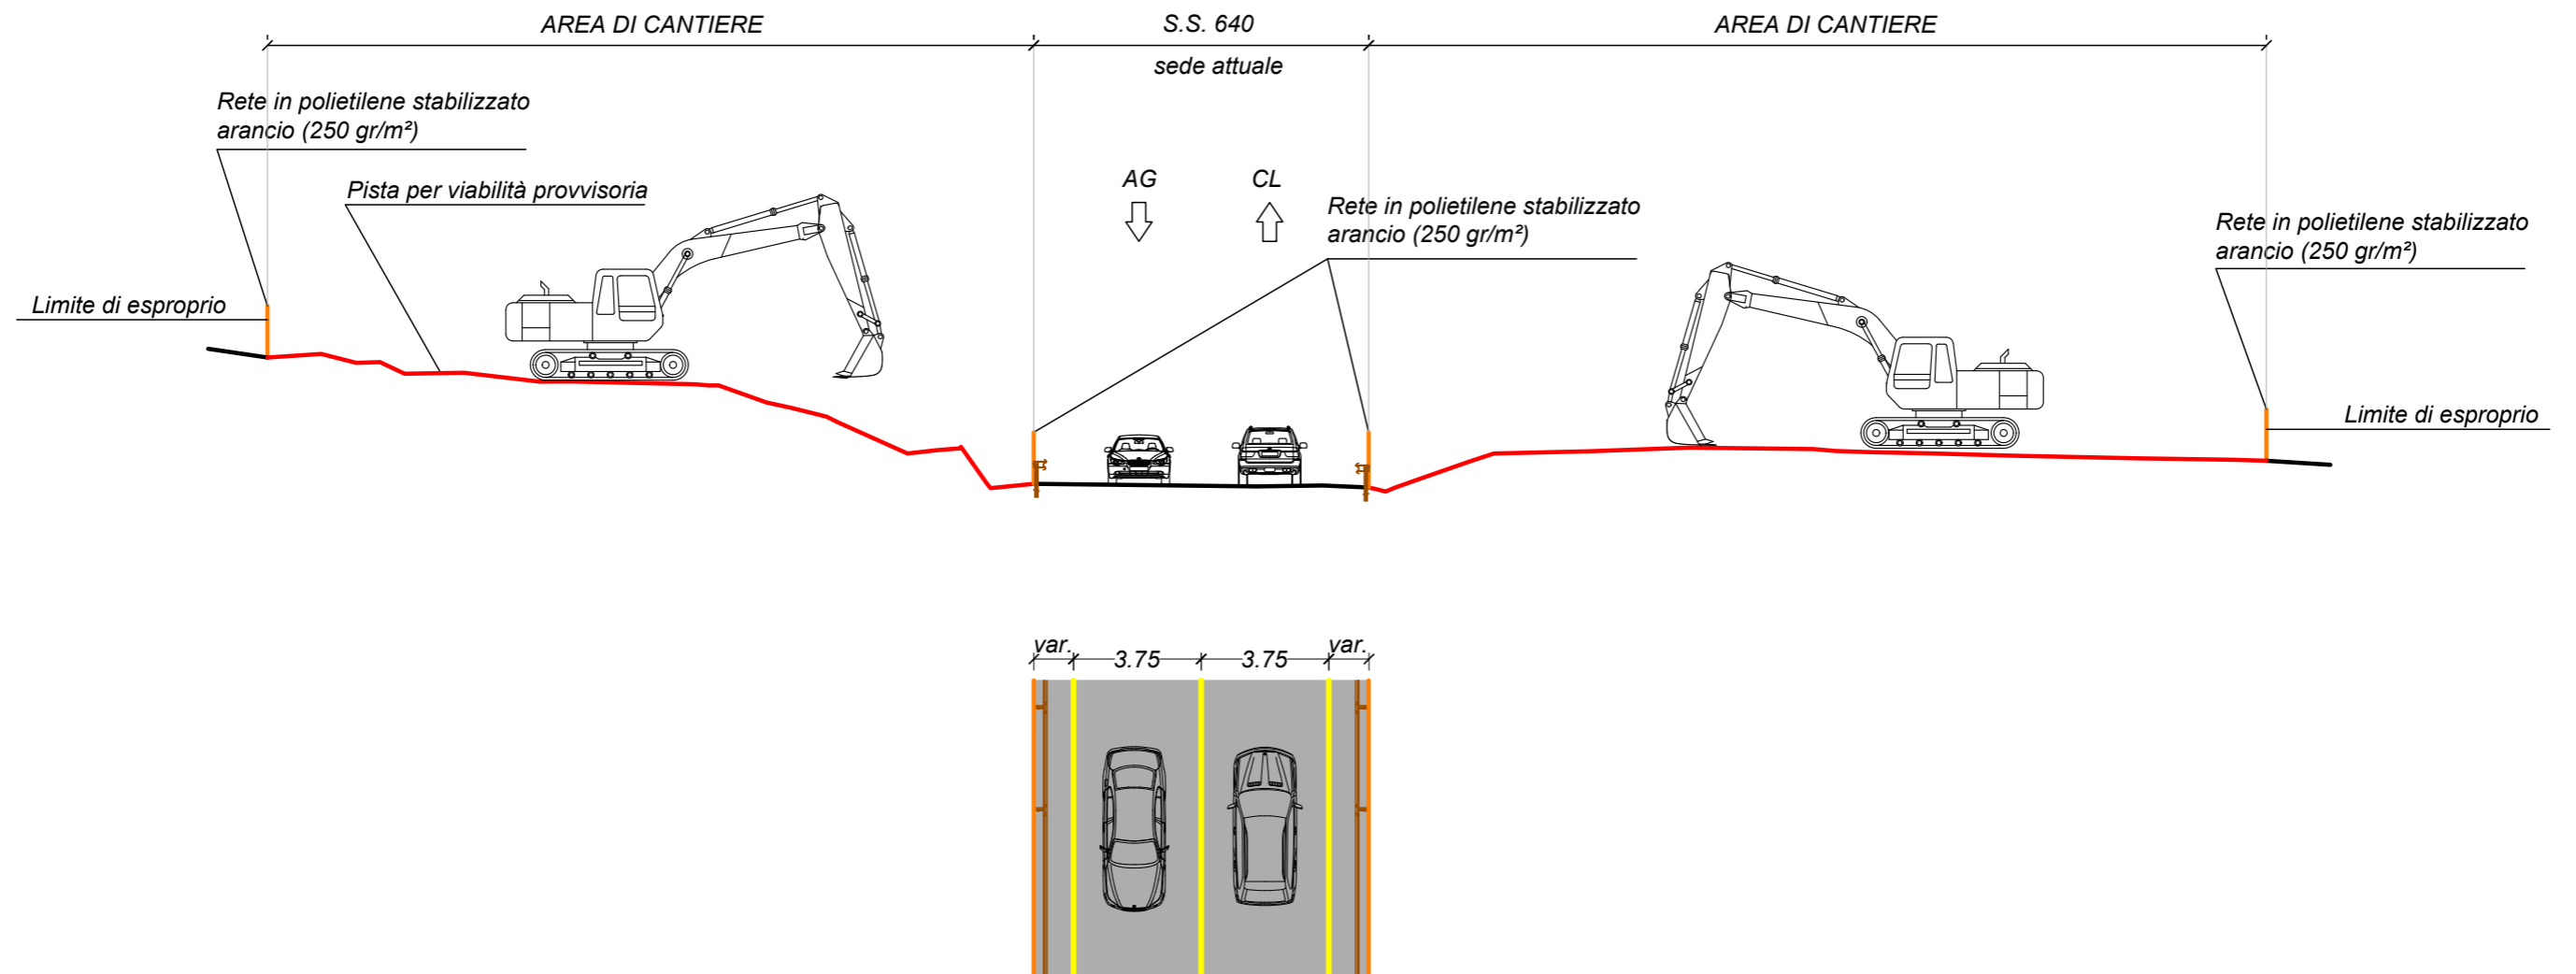 AREA DI CANTIERE
S.S. 640
AREA DI CANTIERE
sede attuale
Rete in polietilene stabilizzato
arancio (250 gr/m²)
Pista per viabilità provvisoria
AG
CL
Rete in polietilene stabilizzato
arancio (250 gr/m²)
Rete in polietilene stabilizzato
arancio (250 gr/m²)
Limite di esproprio
Limite di esproprio
var.
3.75
3.75
var.